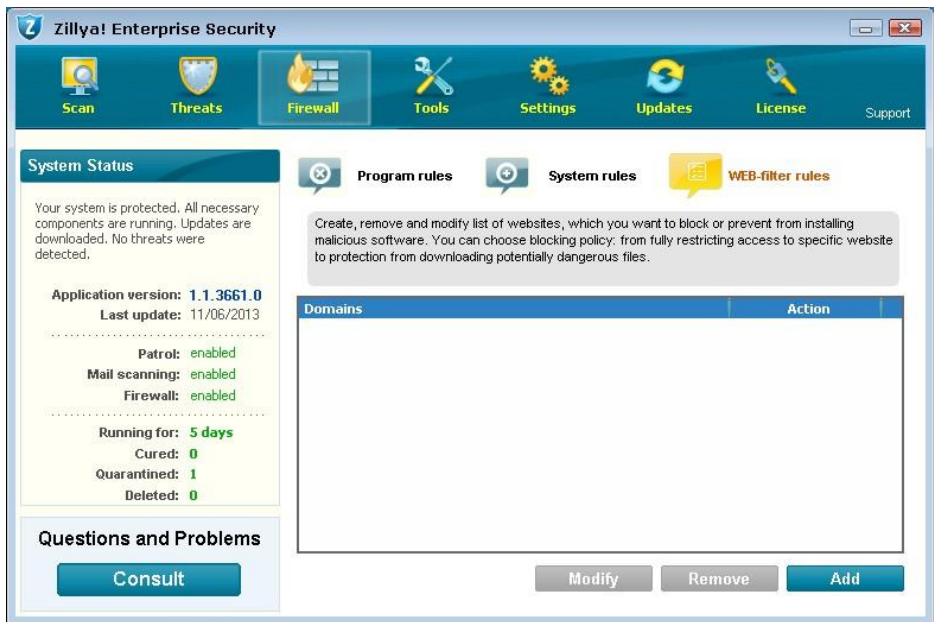 Zillya! Enterprise Security
Scan
Threats
Firewall
Tools
Settings
Updates
License
Support
System Status
Your system is protected. All necessary
components are running. Updates are
downloaded. No threats were
detected.
Application version: 1.1.3661.0
Last update: 11/06/2013
Patrol: enabled
Mail scanning: enabled
Firewall: enabled
Running for: 5 days
Cured: 0
Quarantined: 1
Deleted: 0
Questions and Problems
Consult
Program rules
System rules
WEB-filter rules
Create, remove and modify list of websites, which you want to block or prevent from installing
malicious software. You can choose blocking policy: from fully restricting access to specific website
to protection from downloading potentially dangerous files.
Domains
Action
Modify
Remove
Add